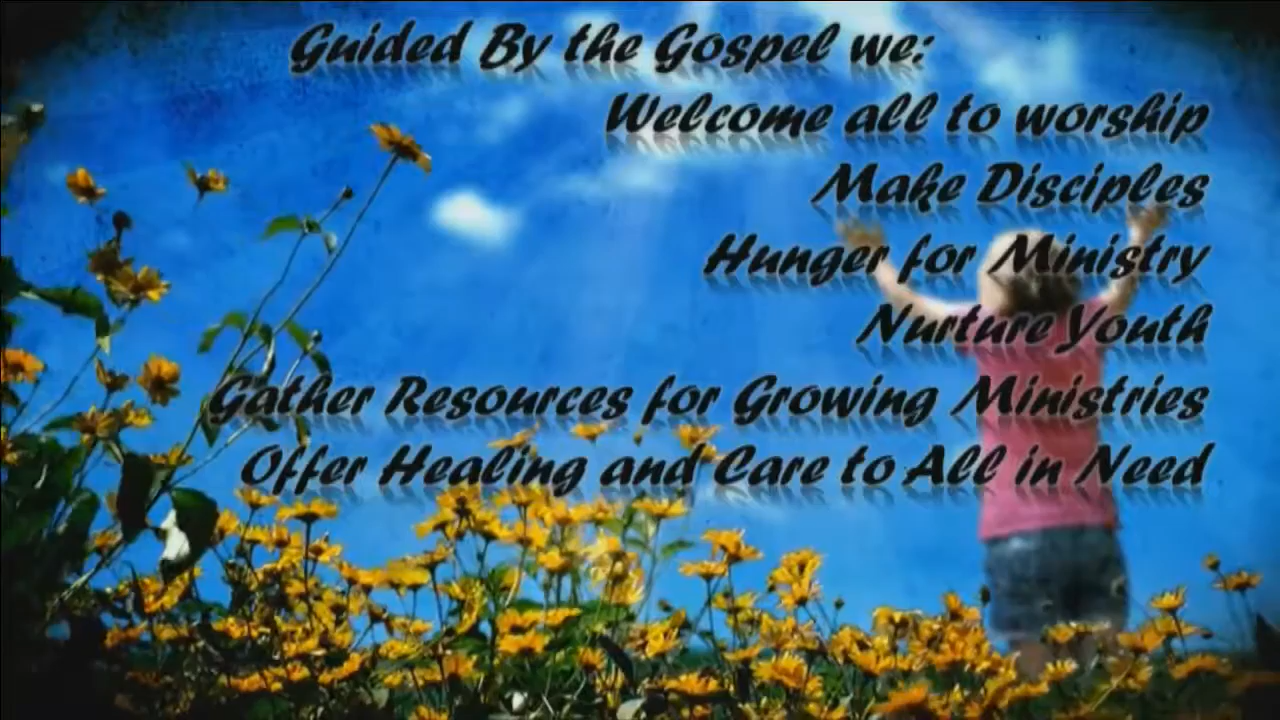 Guided By the Gospel we:
Welcome all to worship
Make Disciples
Hunger for Ministry
Nurture Youth
Gather Resources for Growing Ministries
Offer Healing and Care to All in Need